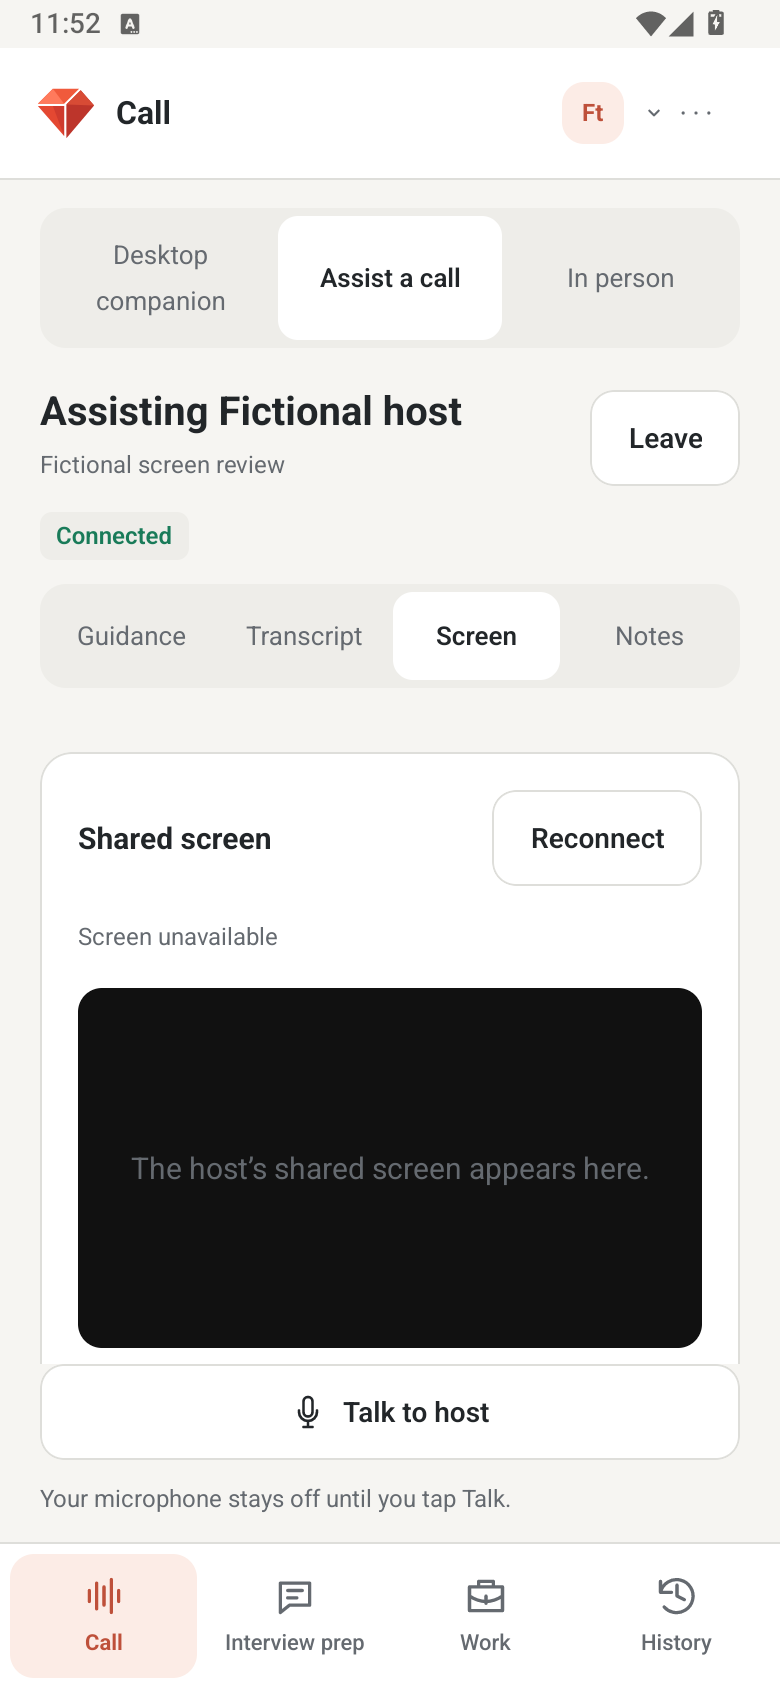 11:52
A
Call
Ft
Desktop
companion
Assist a call
In person
Assisting Fictional host
Leave
Fictional screen review
Connected
Guidance
Transcript
Screen
Notes
Shared screen
Reconnect
Screen unavailable
The host’s shared screen appears here.
Talk to host
Your microphone stays off until you tap Talk.
Call
Interview prep
Work
History